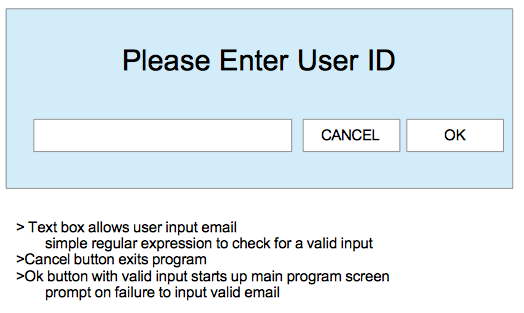 Please Enter User ID
CANCEL OK
> Text box allows user input email
simple regular expression to check for a valid input
>Cancel button exits program
>Ok button with valid input starts up main program screen
prompt on failure to input valid email